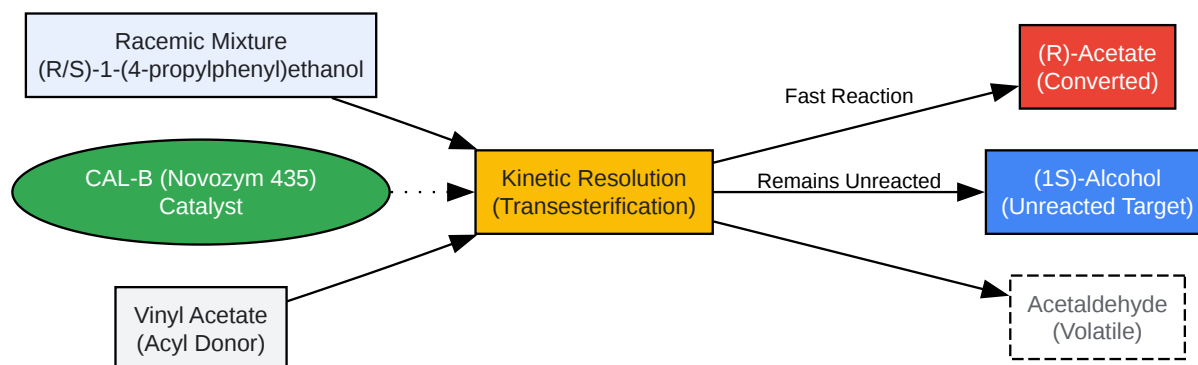 Racemic Mixture
(R/S)-1-(4-propylphenyl)ethanol
CAL-B (Novozym 435)
Catalyst
Vinyl Acetate
(Acyl Donor)
Kinetic Resolution
(Transesterification)
Fast Reaction
Remains Unreacted
(R)-Acetate
(Converted)
(1S)-Alcohol
(Unreacted Target)
Acetaldehyde
(Volatile)